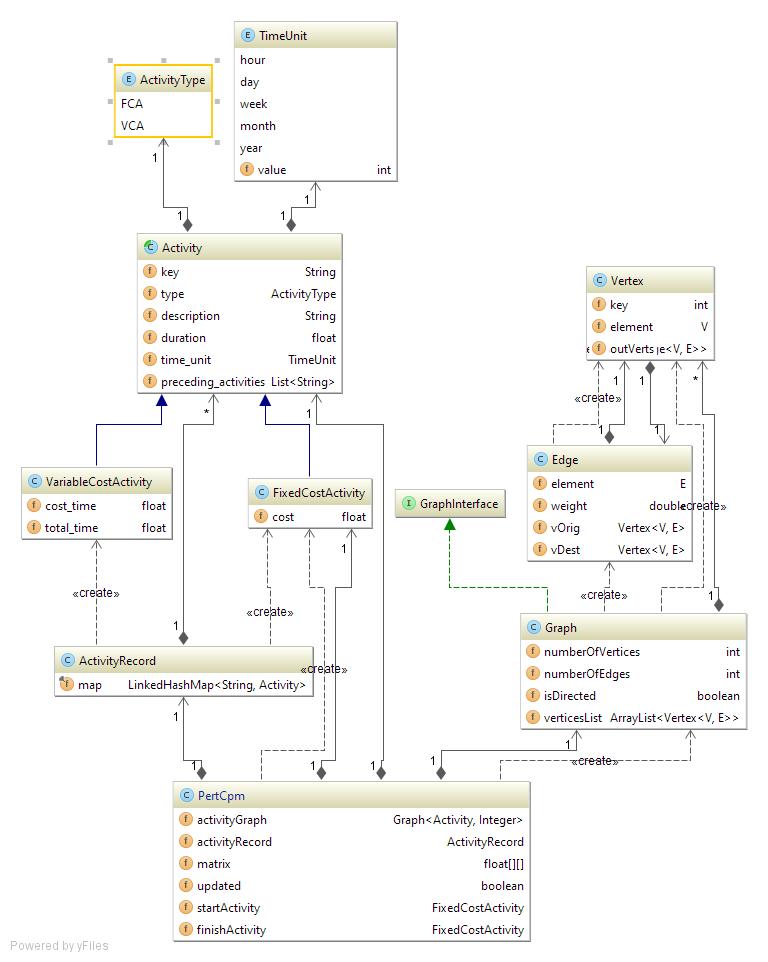 TimeUnit
hour
day
week
month
year
f value int
E ActivityType
FCA
VCA
1
1
1
1
C Activity
f key String
f type ActivityType
f description String
f duration float
f time_unit TimeUnit
f preceding_activities List<String>
*
1
C Vertex
f key int
f element V
f outVerts ge<V, E>>
«create»
1
1
*
1
1
C Edge
f element E
f weight double
f vOrig Vertex<V, E>
f vDest Vertex<V, E>
«create»
C VariableCostActivity
f cost_time float
f total_time float
C FixedCostActivity
f cost float
I GraphInterface
1
«create»
«create»
«create»
1
1
C Graph
f numberOfVertices int
f numberOfEdges int
f isDirected boolean
f verticesList ArrayList<Vertex<V, E>>
C ActivityRecord
f map LinkedHashMap<String, Activity>
«create»
1
1
1
1
1
1
«create»
C PertCpm
f activityGraph Graph<Activity, Integer>
f activityRecord ActivityRecord
f matrix float[][]
f updated boolean
f startActivity FixedCostActivity
f finishActivity FixedCostActivity
Powered by yFiles